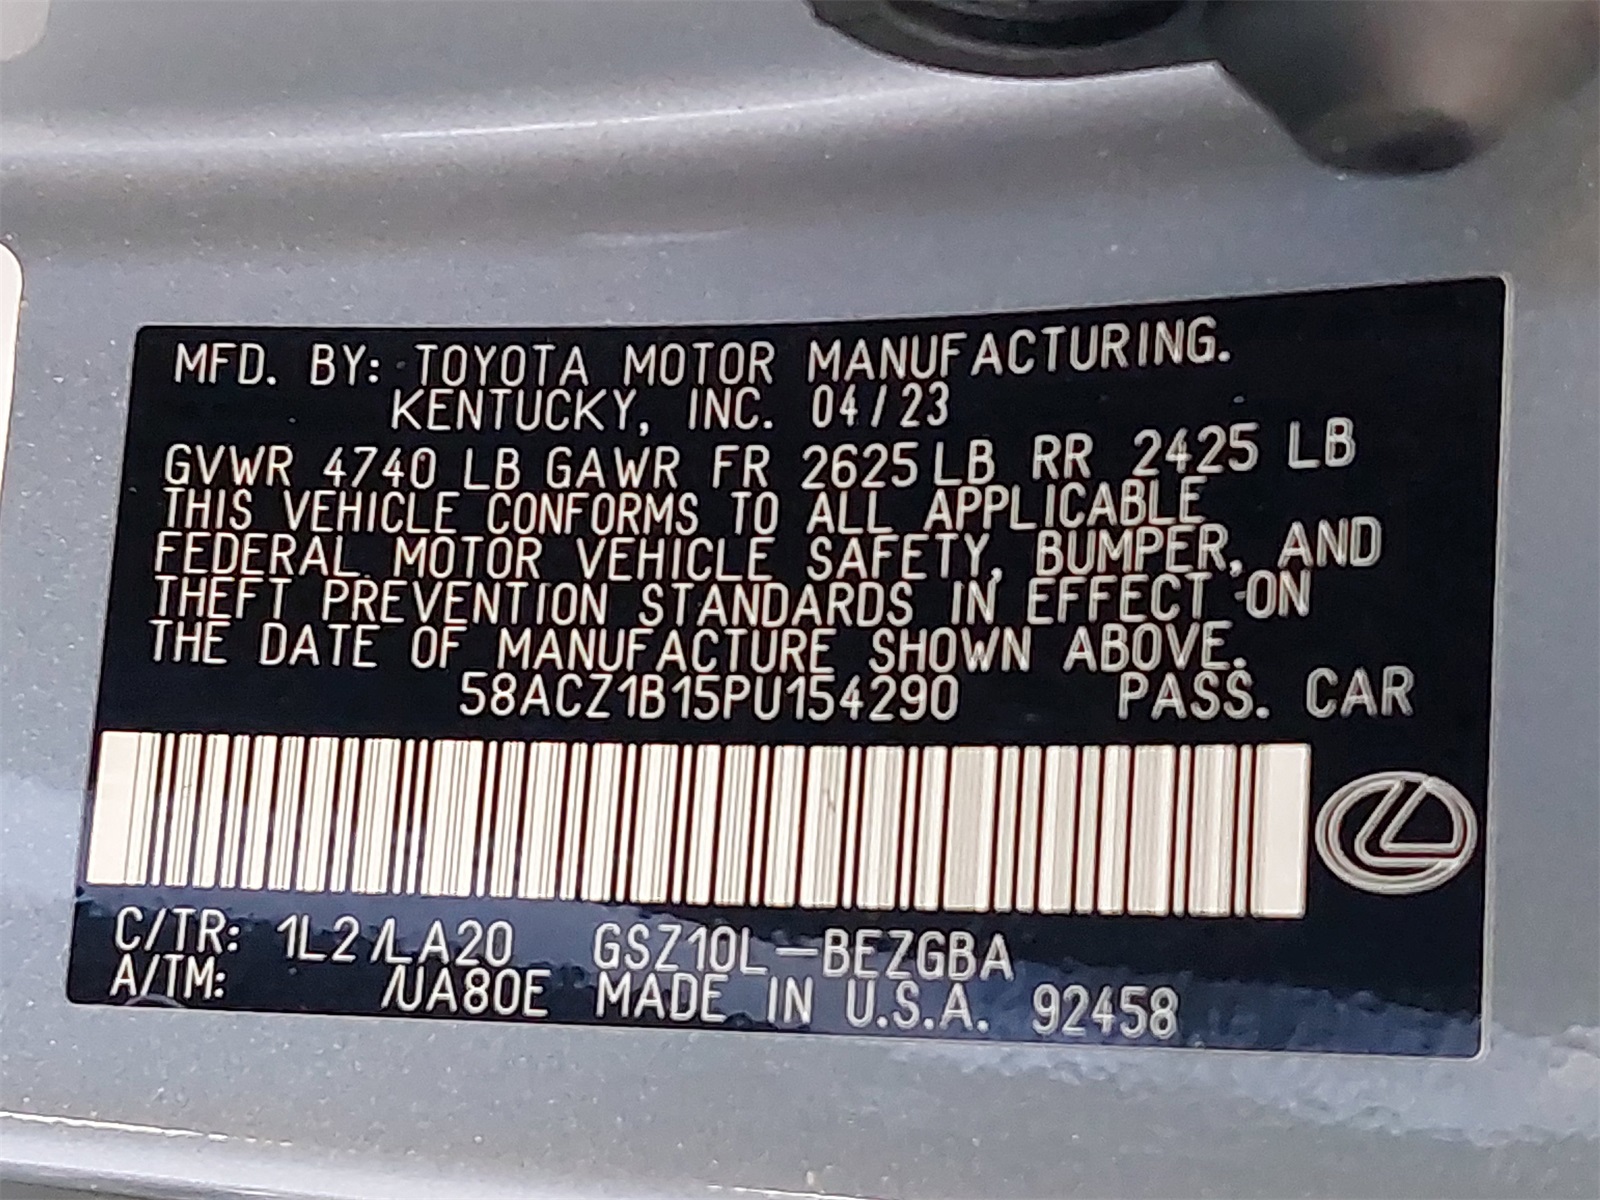 MFD. BY: TOYOTA MOTOR MANUFACTURING.
KENTUCKY, INC. 04/23
GVWR 4740 LB GAWR FR 2625 LB RR 2425 LB
THIS VEHICLE CONFORMS TO ALL APPLICABLE
FEDERAL MOTOR VEHICLE SAFETY, BUMPER, AND
THEFT PREVENTION STANDARDS IN EFFECT ON
THE DATE OF MANUFACTURE SHOWN ABOVE.
58ACZ1B15PU154290 PASS. CAR
C/TR: 1L2/LA20 GSZ10L-BEZGBA
A/TM: /UA80E MADE IN U.S.A. 92458